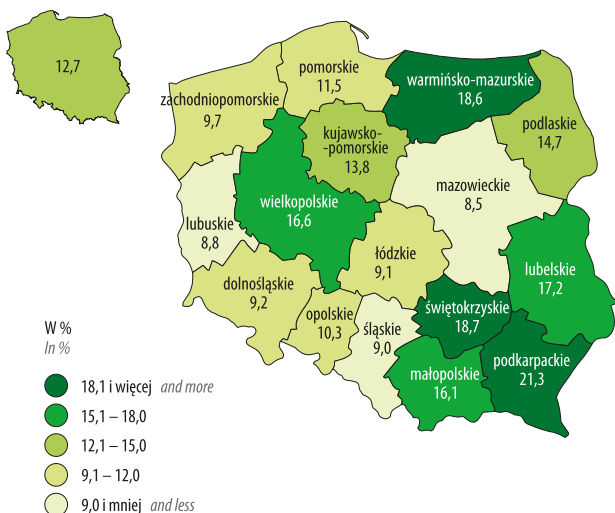 12,7
pomorskie
11,5
warmińsko-mazurskie
18,6
zachodniopomorskie
9,7
podlaskie
14,7
kujawsko-
-pomorskie
13,8
mazowieckie
8,5
wielkopolskie
16,6
lubuskie
8,8
łódzkie
9,1
lubelskie
17,2
dolnośląskie
9,2
opolskie
10,3
śląskie
9,0
świętokrzyskie
18,7
podkarpackie
21,3
małopolskie
16,1
W %
In %
18,1 i więcej and more
15,1 – 18,0
12,1 – 15,0
9,1 – 12,0
9,0 i mniej and less